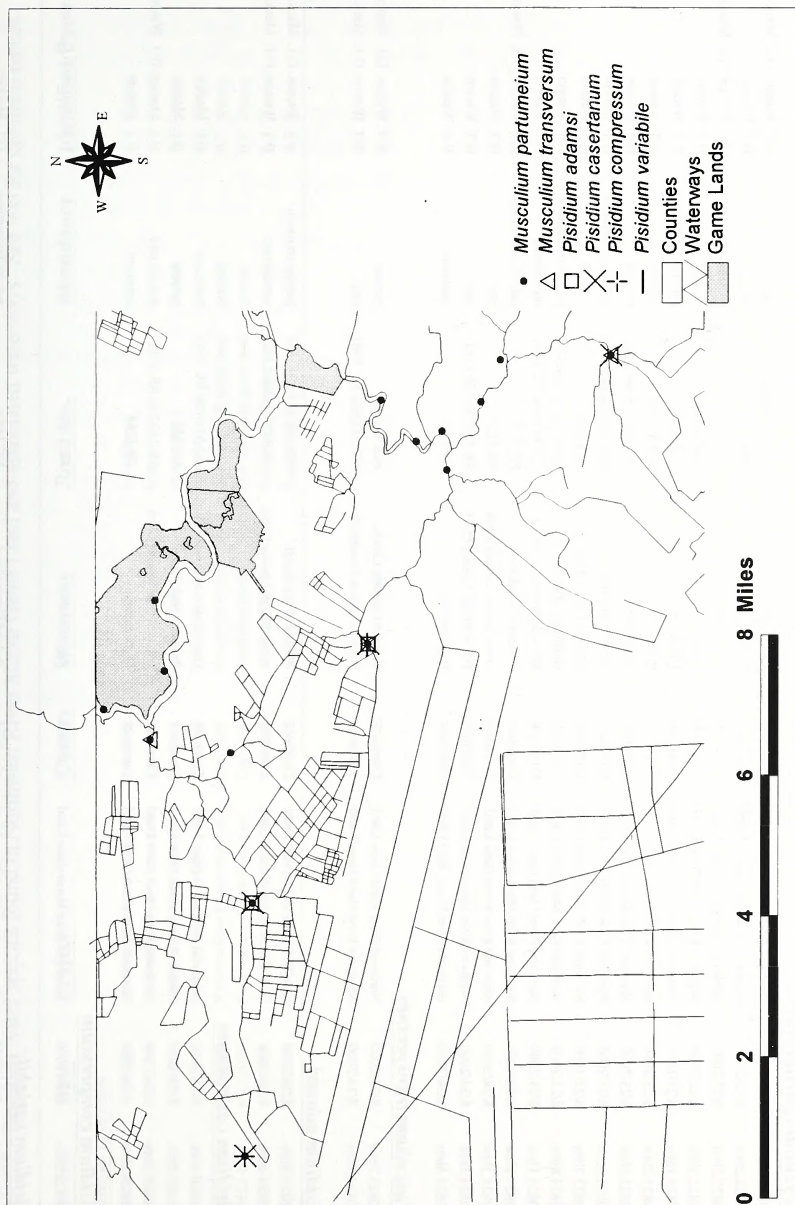 N
W E
S
Musculium partumeium
Musculium transversum
Pisidium adamsi
Pisidium casertanum
Pisidium compressum
Pisidium variabile
Counties
Waterways
Game Lands
0 2 4 6 8 Miles